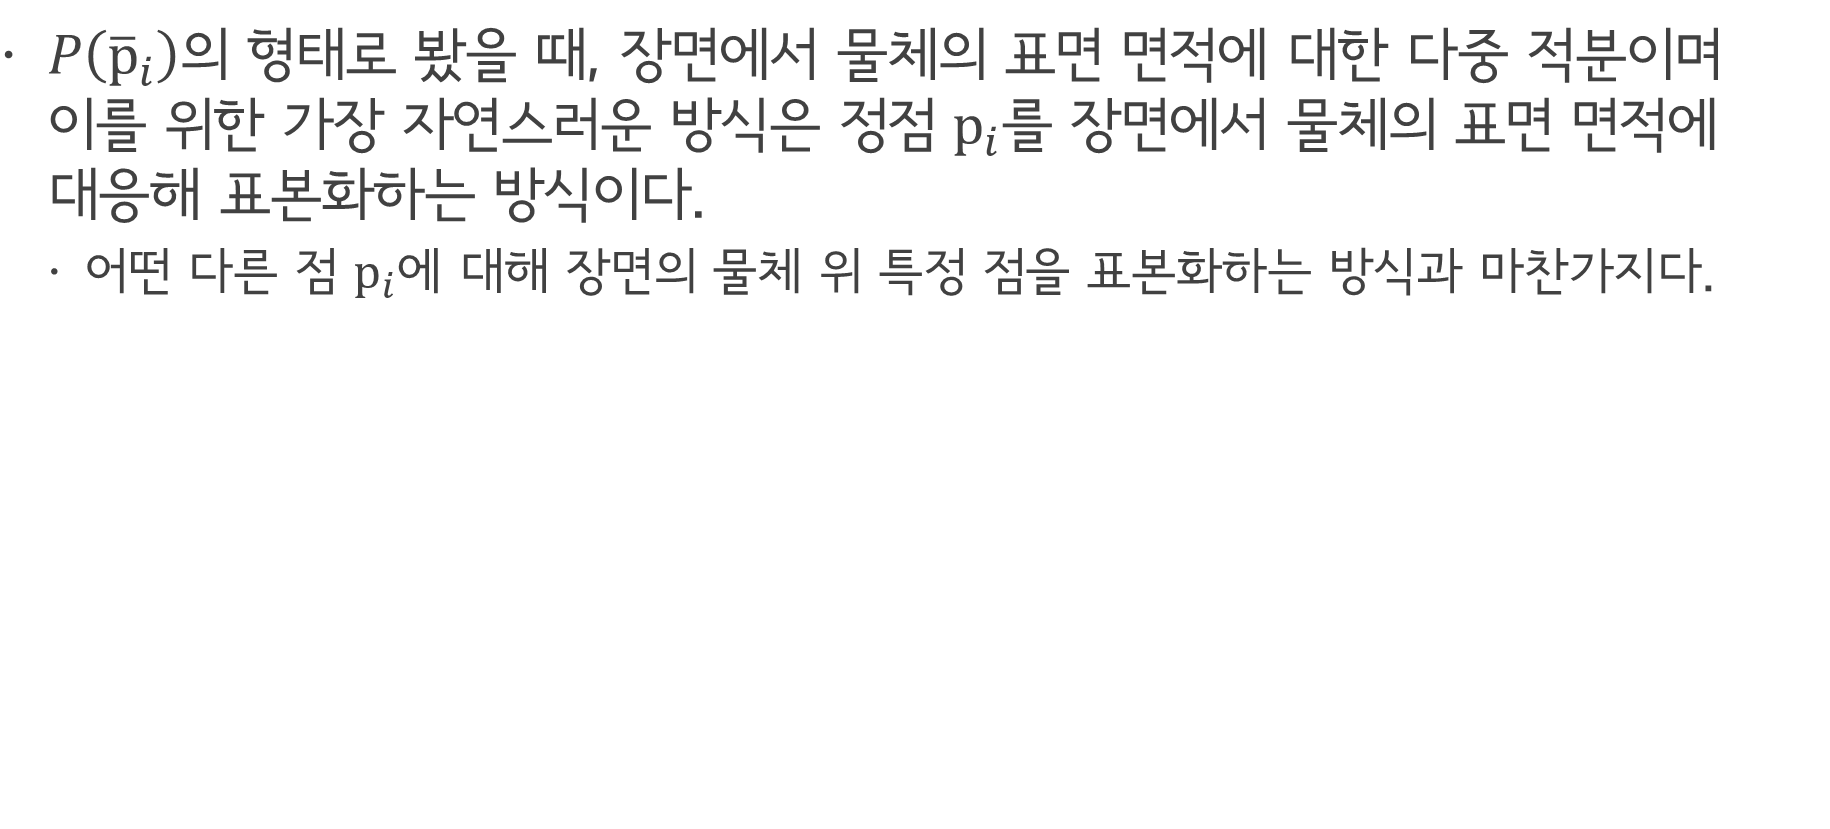 · P(p̄ᵢ)의 형태로 봤을 때, 장면에서 물체의 표면 면적에 대한 다중 적분이며
이를 위한 가장 자연스러운 방식은 정점 pᵢ를 장면에서 물체의 표면 면적에
대응해 표본화하는 방식이다.
· 어떤 다른 점 pᵢ에 대해 장면의 물체 위 특정 점을 표본화하는 방식과 마찬가지다.